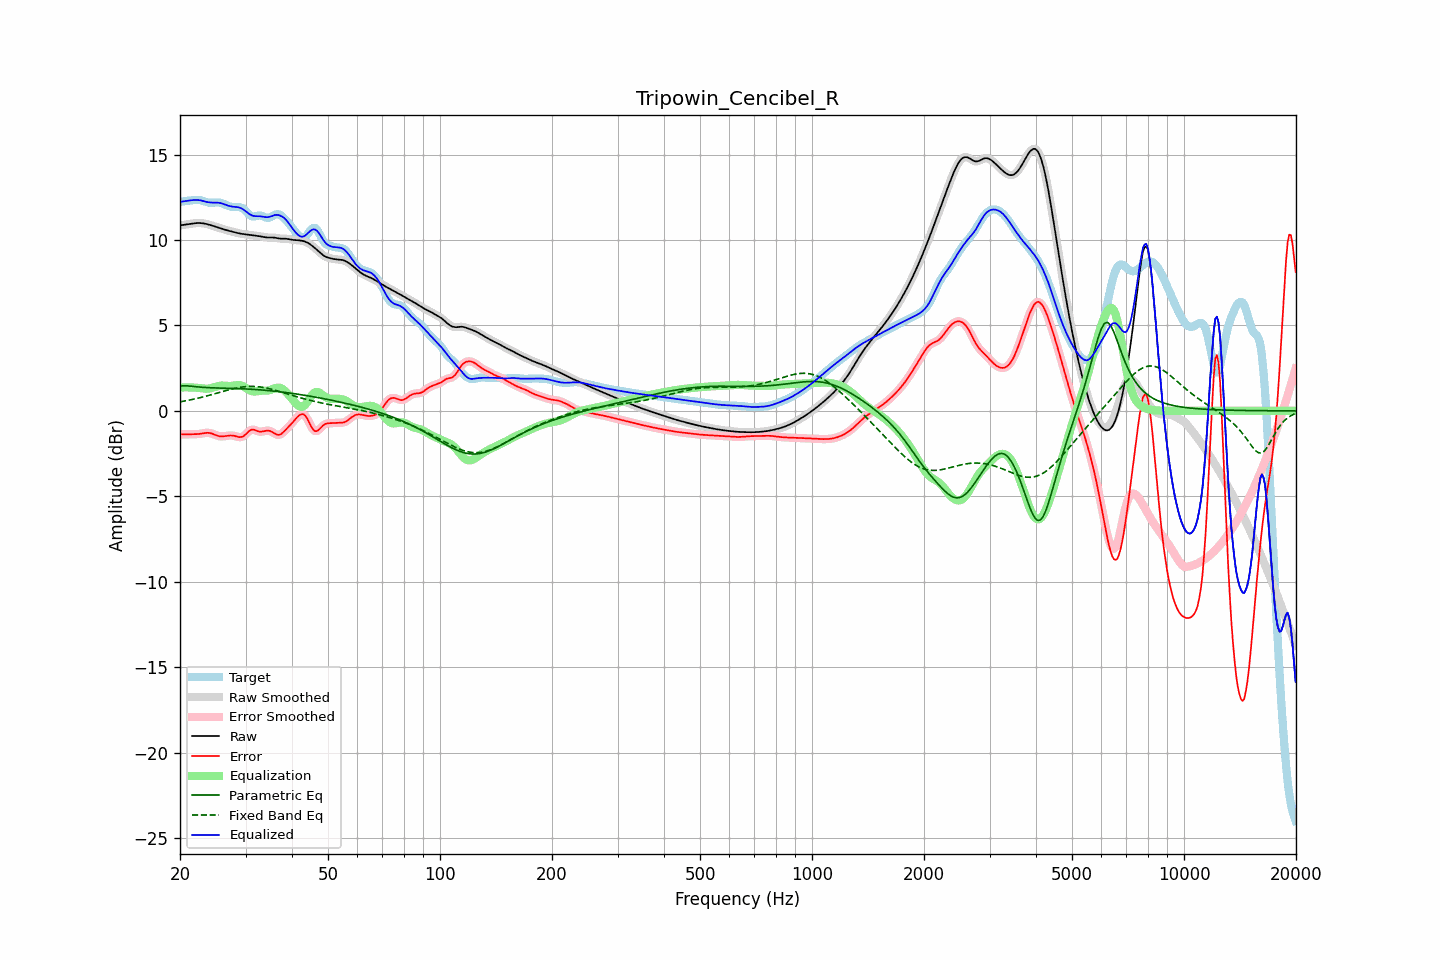 Tripowin_Cencibel_R
Amplitude (dBr)
15
10
5
0
−5
−10
−15
−20
−25
Target
Raw Smoothed
Error Smoothed
Raw
Error
Equalization
Parametric Eq
Fixed Band Eq
Equalized
20 50 100 200 500 1000 2000 5000 10000 20000
Frequency (Hz)